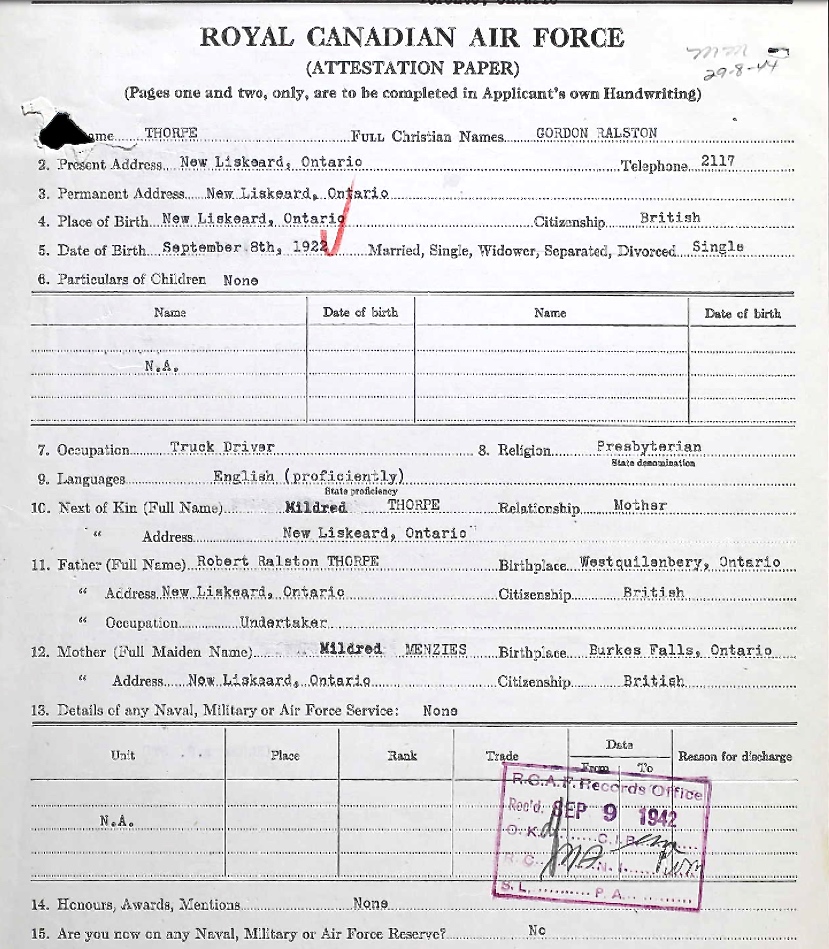 ROYAL CANADIAN AIR FORCE
(ATTESTATION PAPER)
29-8-44
(Pages one and two, only, are to be completed in Applicant's own Handwriting)
ame THORPE FULL Christian Names GORDON RALSTON
2. Present Address New Liskeard, Ontario Telephone 2117
3. Permanent Address New Liskeard, Ontario
4. Place of Birth New Liskeard, Ontario Citizenship British
5. Date of Birth September 8th, 1922 Married, Single, Widower, Separated, Divorced Single
6. Particulars of Children None
Name Date of birth Name Date of birth
N.A.
7. Occupation Truck Driver 8. Religion Presbyterian
State denomination
9. Languages English (proficiently)
State proficiency
10. Next of Kin (Full Name) Mildred THORPE Relationship Mother
" Address New Liskeard, Ontario
11. Father (Full Name) Robert Ralston THORPE Birthplace Westquilenbery, Ontario
" Address New Liskeard, Ontario Citizenship British
" Occupation Undertaker
12. Mother (Full Maiden Name) Mildred MENZIES Birthplace Burkes Falls, Ontario
" Address New Liskeard, Ontario Citizenship British
13. Details of any Naval, Military or Air Force Service: None
Unit Place Rank Trade Date Reason for discharge
From To
R.C.A.F. Records Office
Rec'd. SEP 9 1942
N.A.
O.K.
S.L. P.A.
14. Honours, Awards, Mentions None
15. Are you now on any Naval, Military or Air Force Reserve? No